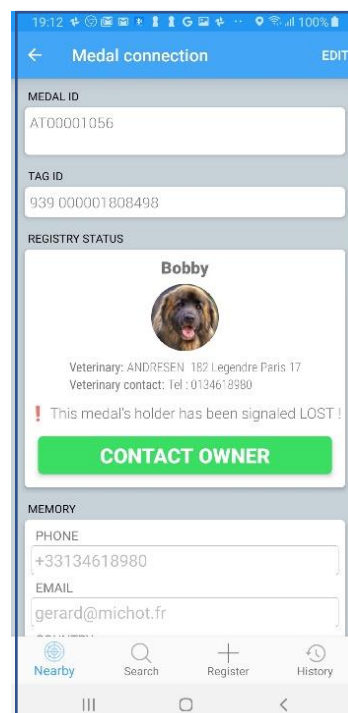 19:12 G 100%
Medal connection EDIT
MEDAL ID
AT00001056
TAG ID
939 000001808498
REGISTRY STATUS
Bobby
Veterinary: ANDRESEN 182 Legendre Paris 17
Veterinary contact: Tel : 0134618980
❗ This medal's holder has been signaled LOST !
CONTACT OWNER
MEMORY
PHONE
+33134618980
EMAIL
gerard@michot.fr
Nearby Search Register History